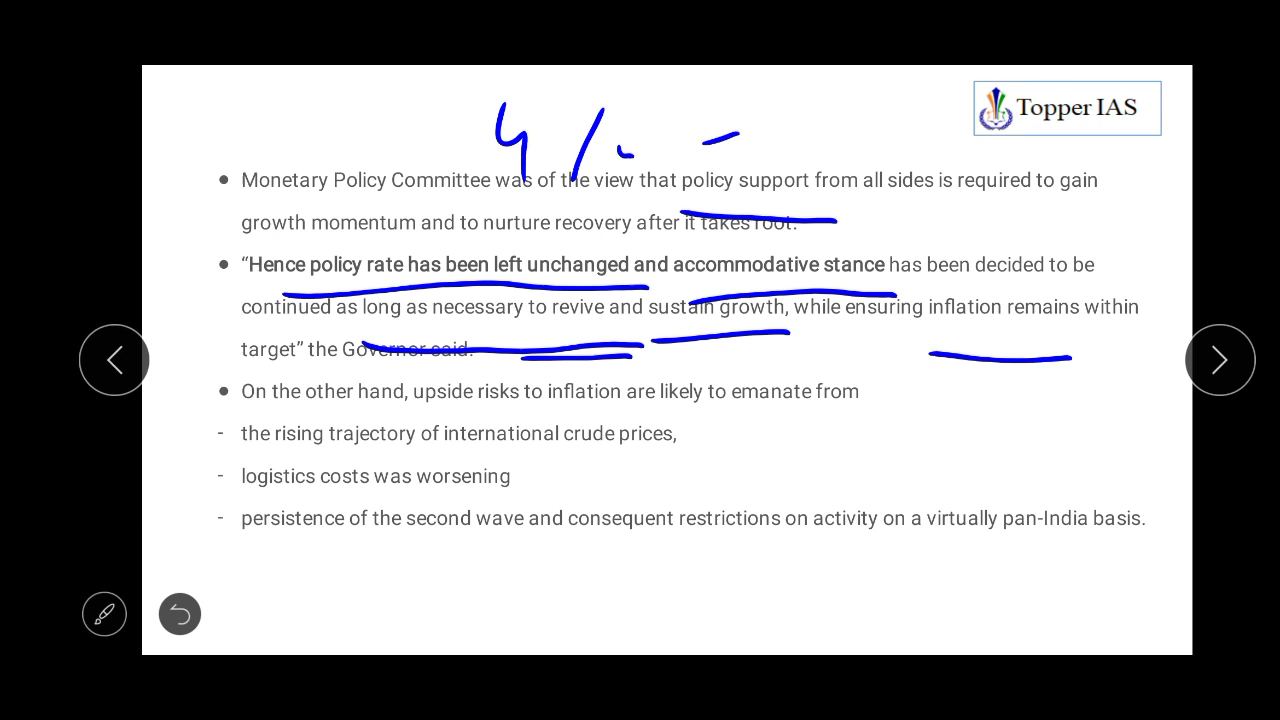 Topper IAS
4 %
● Monetary Policy Committee was of the view that policy support from all sides is required to gain
growth momentum and to nurture recovery after it takes root.
● “Hence policy rate has been left unchanged and accommodative stance has been decided to be
continued as long as necessary to revive and sustain growth, while ensuring inflation remains within
target” the Governor said.
● On the other hand, upside risks to inflation are likely to emanate from
- the rising trajectory of international crude prices,
- logistics costs was worsening
- persistence of the second wave and consequent restrictions on activity on a virtually pan-India basis.